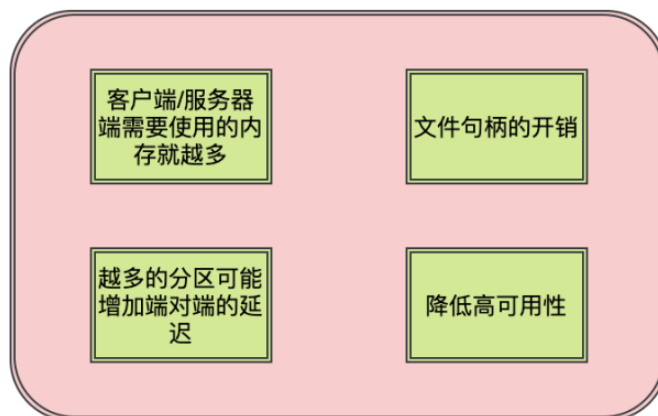 客户端/服务器
端需要使用的内
存就越多
文件句柄的开销
越多的分区可能
增加端对端的延
迟
降低高可用性